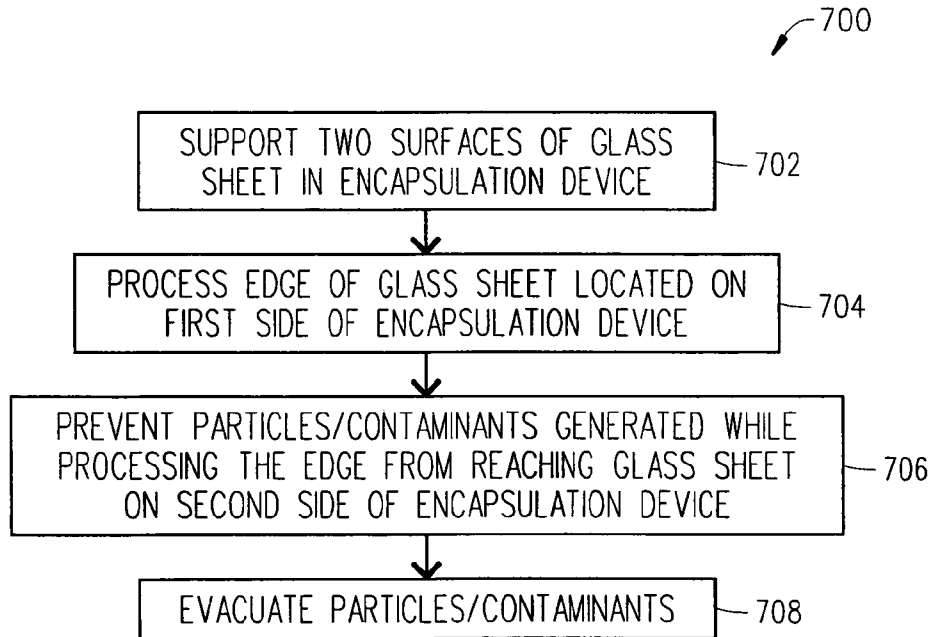 700
SUPPORT TWO SURFACES OF GLASS
SHEET IN ENCAPSULATION DEVICE
702
PROCESS EDGE OF GLASS SHEET LOCATED ON
FIRST SIDE OF ENCAPSULATION DEVICE
704
PREVENT PARTICLES/CONTAMINANTS GENERATED WHILE
PROCESSING THE EDGE FROM REACHING GLASS SHEET
ON SECOND SIDE OF ENCAPSULATION DEVICE
706
EVACUATE PARTICLES/CONTAMINANTS
708